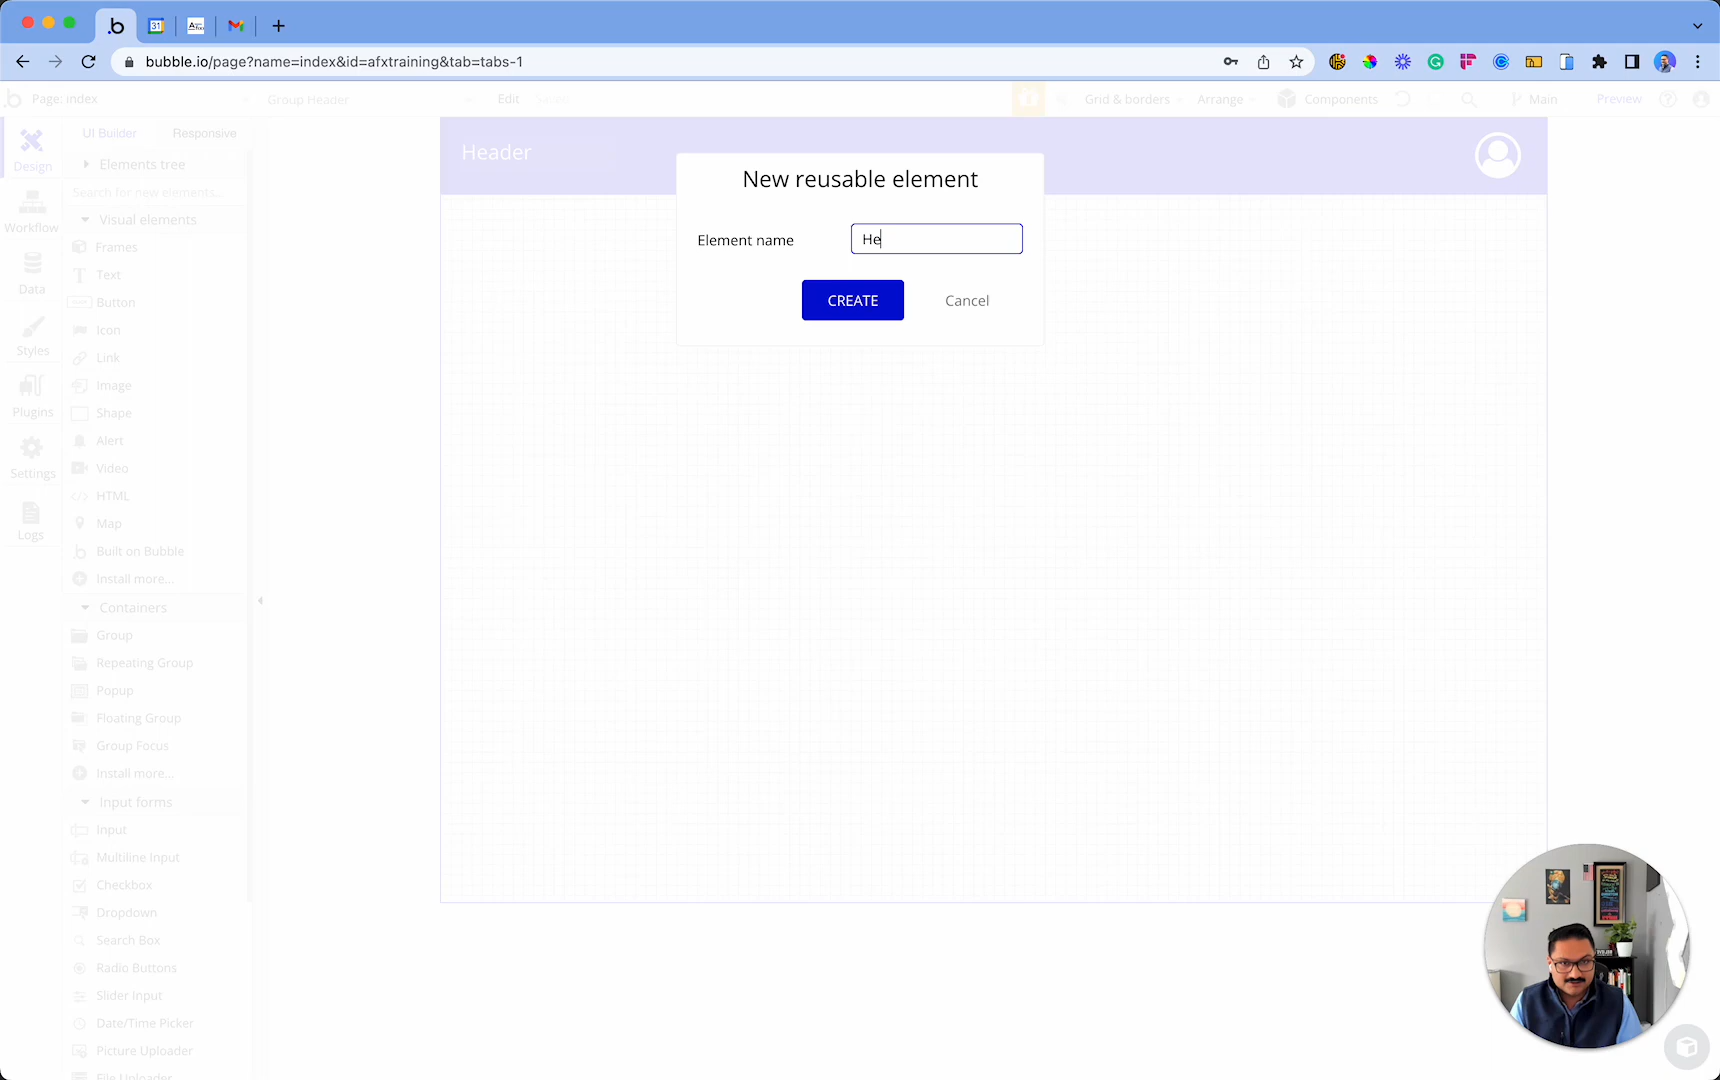 31
bubble.io/page?name=index&id=afxtraining&tab=tabs-1
Page: index
Group Header
Edit
Grid & borders
Arrange
Components
Main
Preview
Design
Workflow
Data
Styles
Plugins
Settings
Logs
UI Builder
Responsive
Elements tree
Search for new elements...
Visual elements
Frames
Text
Button
Icon
Link
Image
Shape
Alert
Video
HTML
Map
Built on Bubble
Install more...
Containers
Group
Repeating Group
Popup
Floating Group
Group Focus
Install more...
Input forms
Input
Multiline Input
Checkbox
Dropdown
Search Box
Radio Buttons
Slider Input
Date/Time Picker
Picture Uploader
File Uploader
Header
New reusable element
Element name
He
CREATE
Cancel